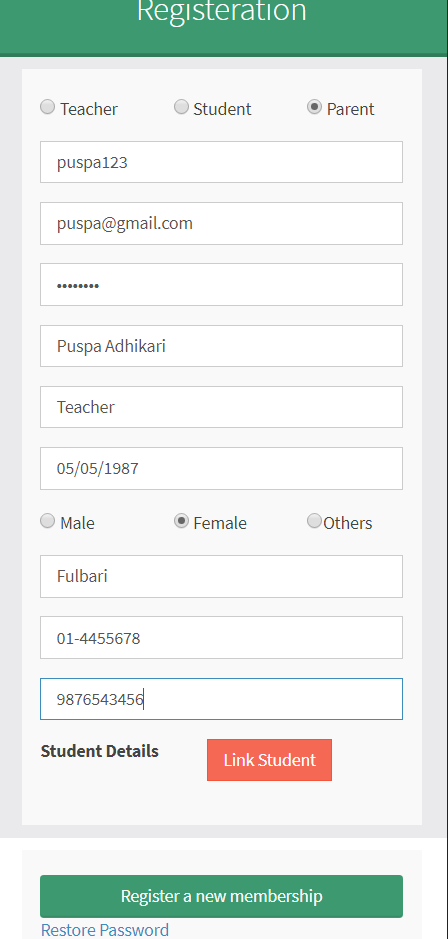 Registeration
Teacher Student Parent
puspa123
puspa@gmail.com
••••••••
Puspa Adhikari
Teacher
05/05/1987
Male Female Others
Fulbari
01-4455678
9876543456
Student Details Link Student
Register a new membership
Restore Password